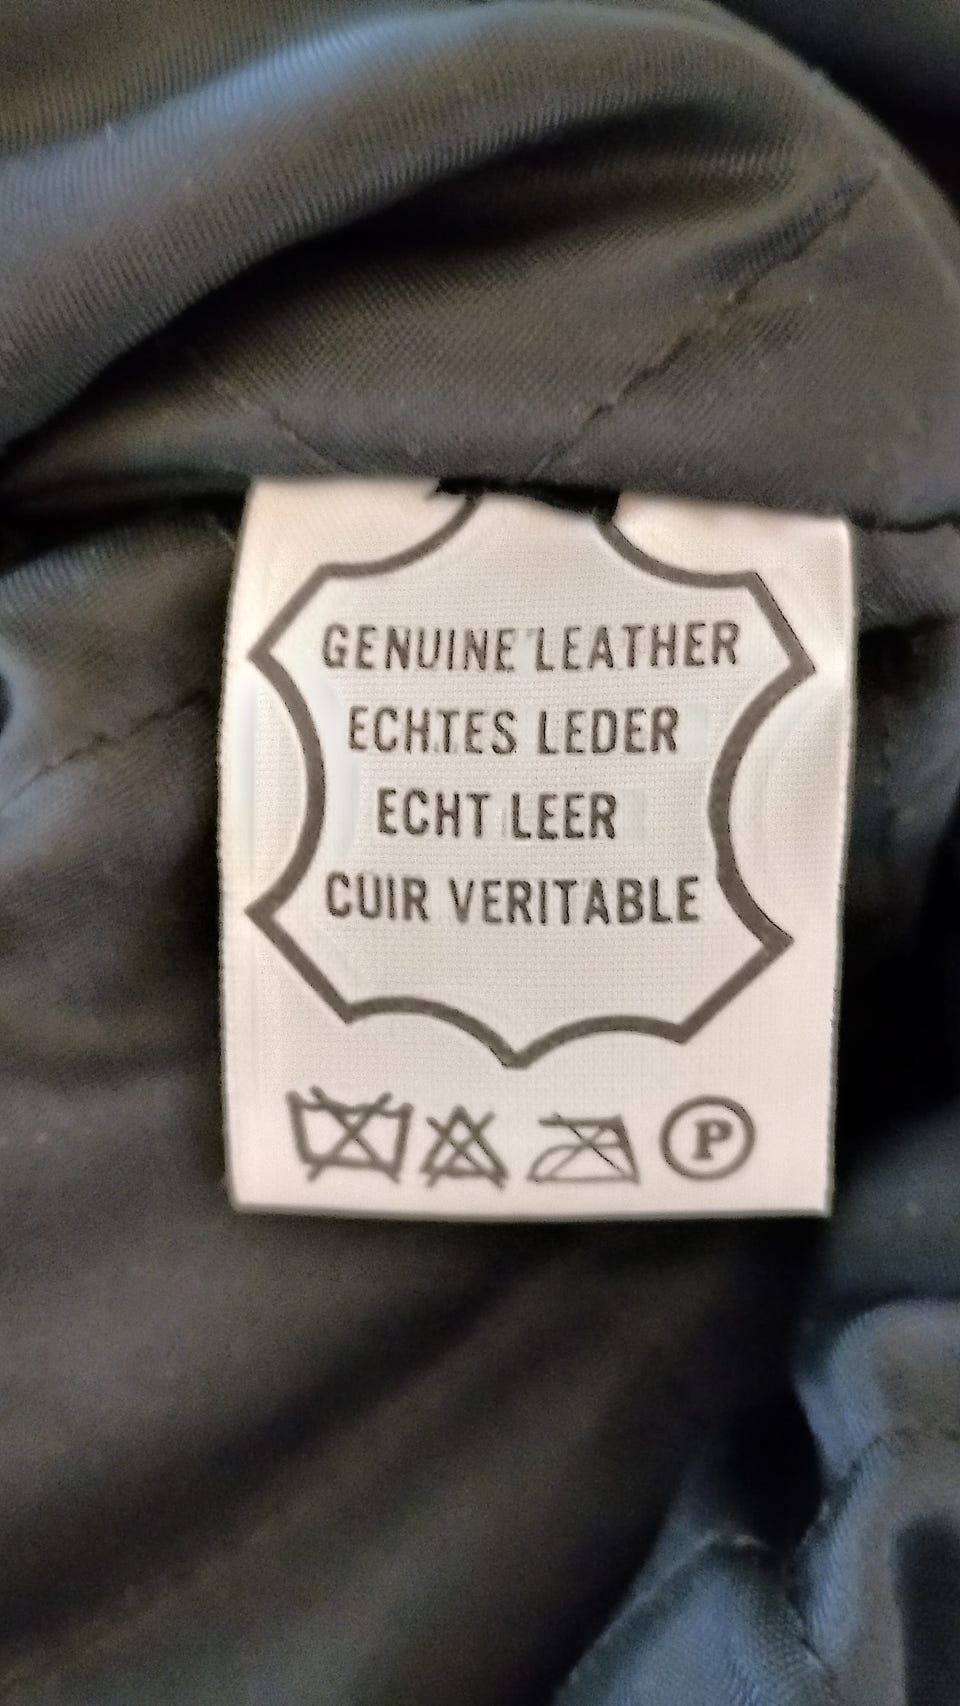 GENUINE LEATHER
ECHTES LEDER
ECHT LEER
CUIR VERITABLE
P